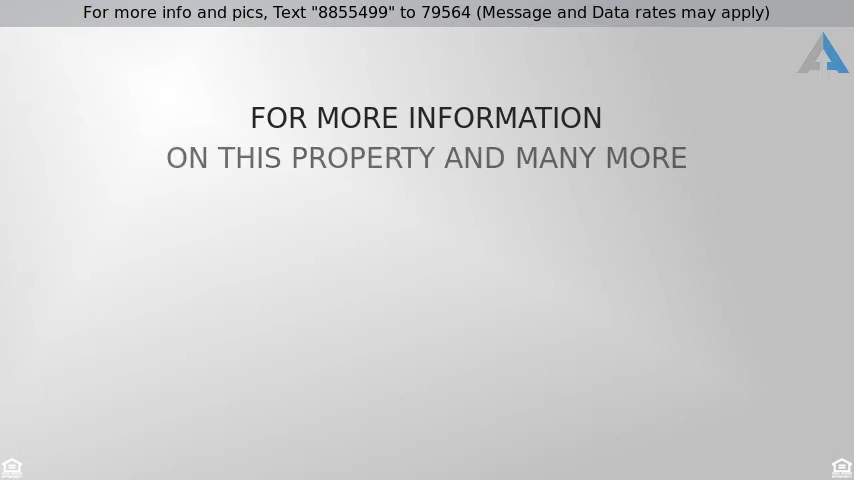 For more info and pics, Text "8855499" to 79564 (Message and Data rates may apply)
FOR MORE INFORMATION
ON THIS PROPERTY AND MANY MORE